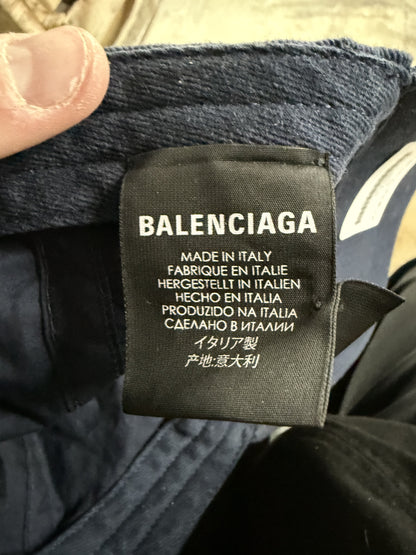 BALENCIAGA
MADE IN ITALY
FABRIQUE EN ITALIE
HERGESTELLT IN ITALIEN
HECHO EN ITALIA
PRODUZIDO NA ITALIA
СДЕЛАНО В ИТАЛИИ
イタリア製
产地:意大利